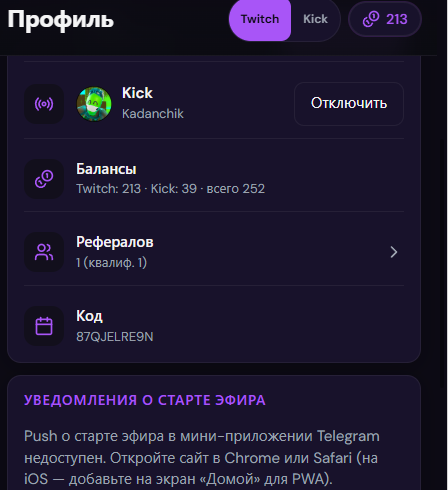 Профиль
Twitch
Kick
213
Kick
Kadanchik
Отключить
Балансы
Twitch: 213 · Kick: 39 · всего 252
Рефералов
1 (квалиф. 1)
Код
87QJELRE9N
УВЕДОМЛЕНИЯ О СТАРТЕ ЭФИРА
Push о старте эфира в мини-приложении Telegram
недоступен. Откройте сайт в Chrome или Safari (на
iOS — добавьте на экран «Домой» для PWA).